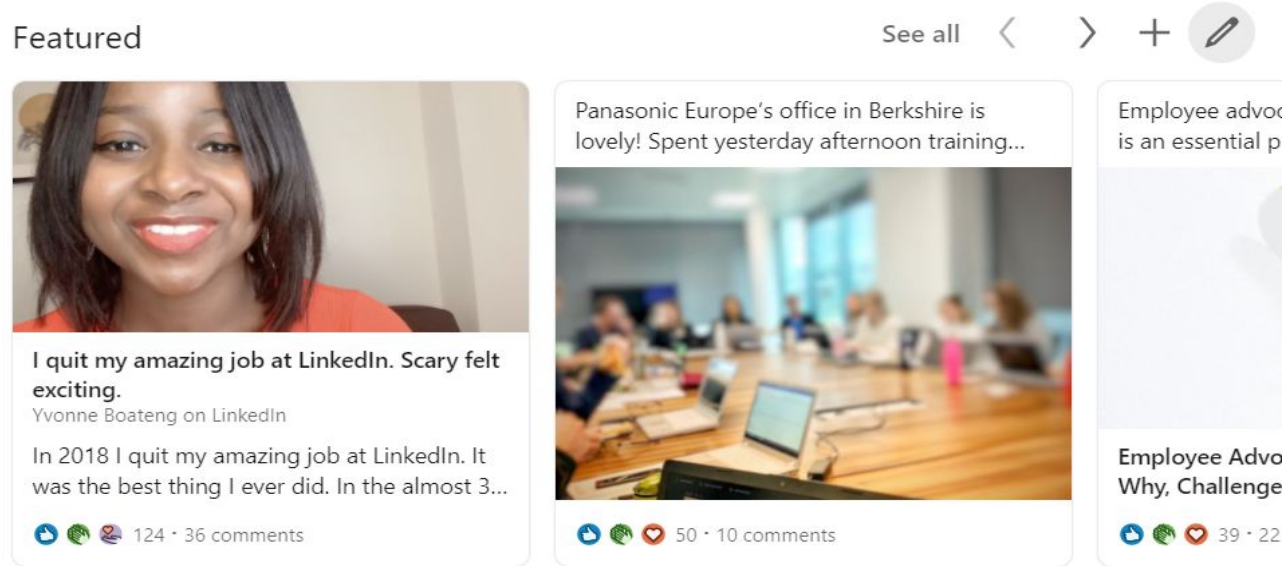 Featured
See all
I quit my amazing job at LinkedIn. Scary felt
exciting.
Yvonne Boateng on LinkedIn
In 2018 I quit my amazing job at LinkedIn. It
was the best thing I ever did. In the almost 3...
124 · 36 comments
Panasonic Europe's office in Berkshire is
lovely! Spent yesterday afternoon training...
50 · 10 comments
Employee advoc
is an essential p
Employee Advo
Why, Challenge
39 · 22